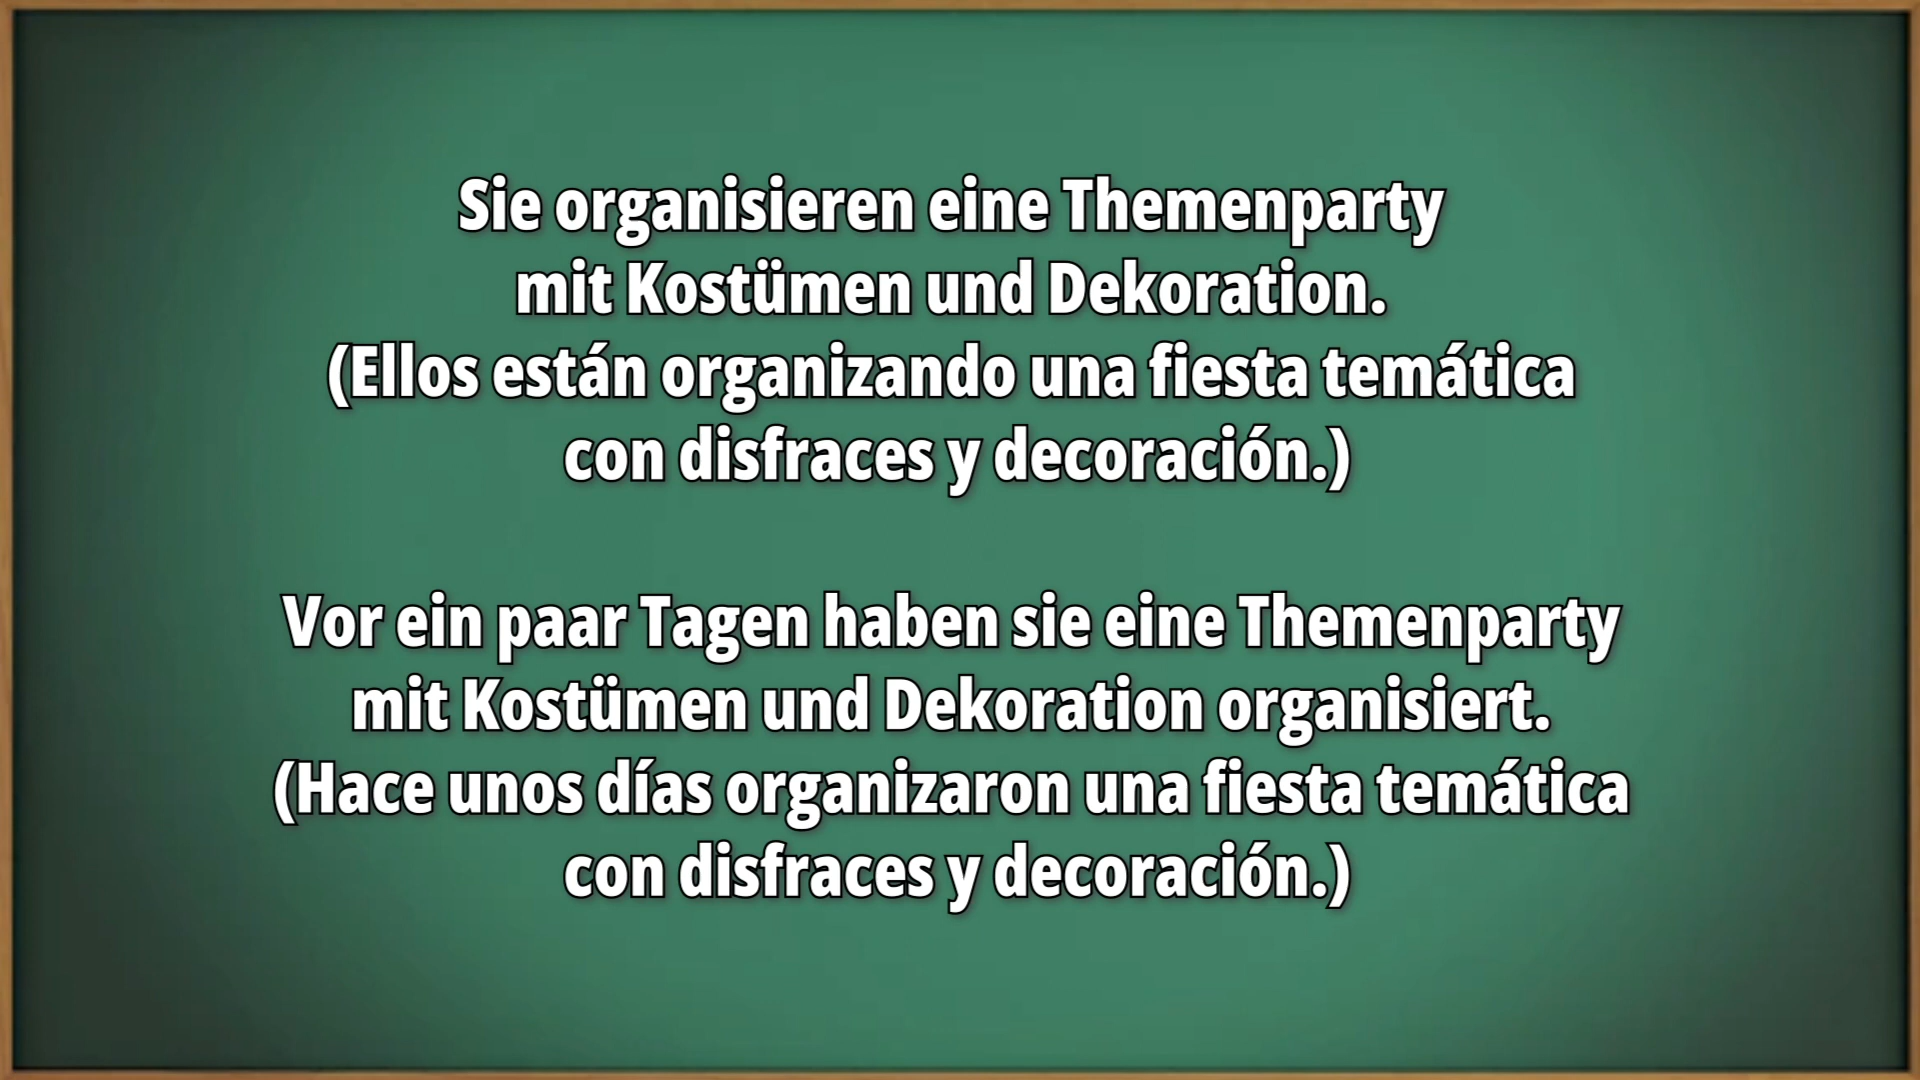 Sie organisieren eine Themenparty
mit Kostümen und Dekoration.
(Ellos están organizando una fiesta temática
con disfraces y decoración.)
Vor ein paar Tagen haben sie eine Themenparty
mit Kostümen und Dekoration organisiert.
(Hace unos días organizaron una fiesta temática
con disfraces y decoración.)